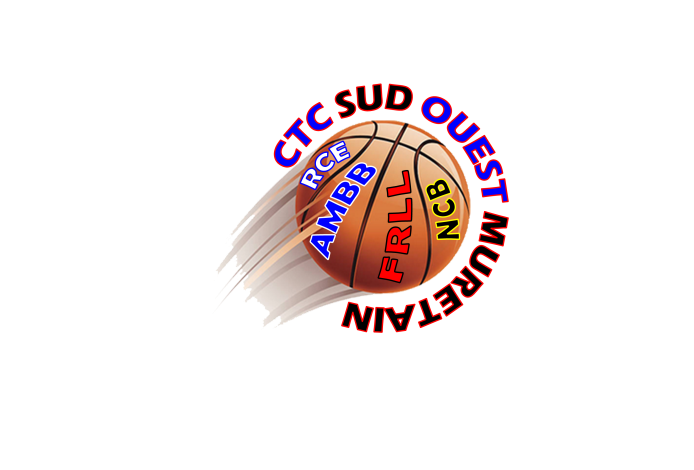 CTC SUD OUEST MURETAIN
RCE
AMBB
FRLL
NCB